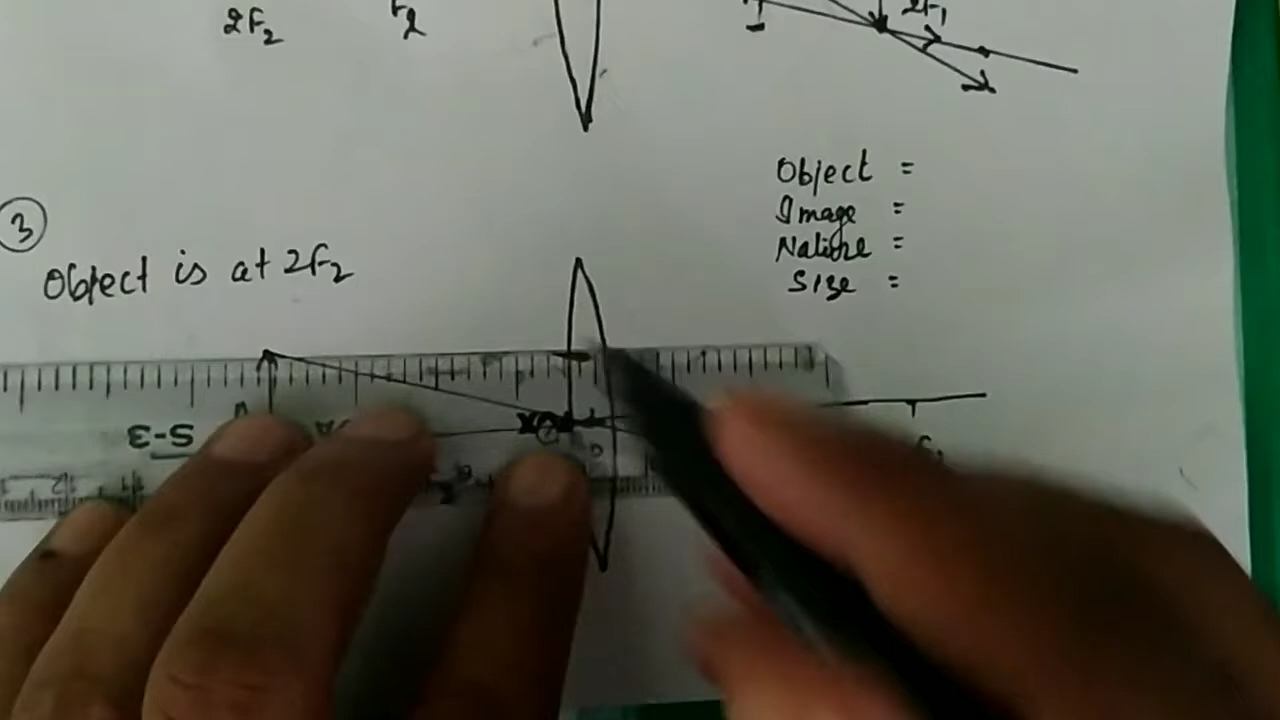 2F2
F2
2F1
Object =
Image =
Nature =
Size =
3
Object is at 2F2
S-3